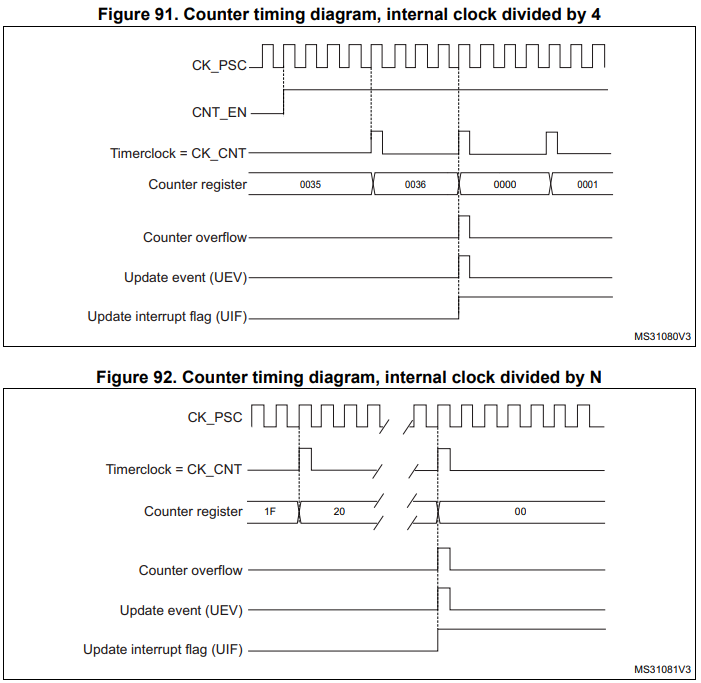 Figure 91. Counter timing diagram, internal clock divided by 4
CK_PSC
CNT_EN
Timerclock = CK_CNT
Counter register
0035
0036
0000
0001
Counter overflow
Update event (UEV)
Update interrupt flag (UIF)
MS31080V3
Figure 92. Counter timing diagram, internal clock divided by N
CK_PSC
Timerclock = CK_CNT
Counter register
1F
20
00
Counter overflow
Update event (UEV)
Update interrupt flag (UIF)
MS31081V3